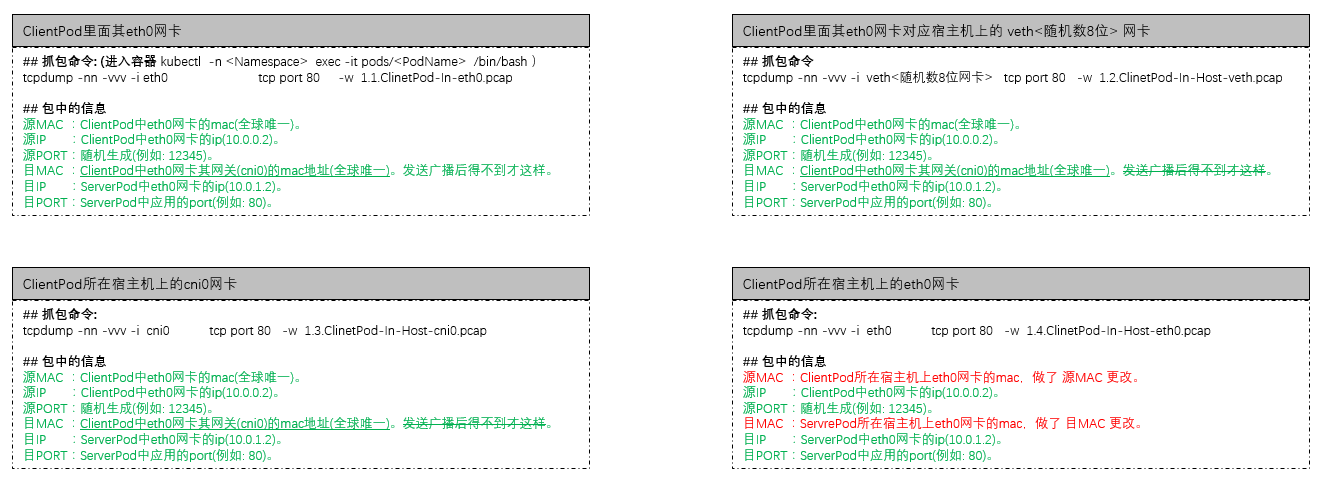 ClientPod里面其eth0网卡
## 抓包命令: (进入容器 kubectl -n <Namespace> exec -it pods/<PodName> /bin/bash ）
tcpdump -nn -vvv -i eth0 tcp port 80 -w 1.1.ClinetPod-In-eth0.pcap
## 包中的信息
源MAC ：ClientPod中eth0网卡的mac(全球唯一)。
源IP ：ClientPod中eth0网卡的ip(10.0.0.2)。
源PORT：随机生成(例如: 12345)。
目MAC ：ClientPod中eth0网卡其网关(cni0)的mac地址(全球唯一)。发送广播后得不到才这样。
目IP ：ServerPod中eth0网卡的ip(10.0.1.2)。
目PORT：ServerPod中应用的port(例如: 80)。
ClientPod里面其eth0网卡对应宿主机上的 veth<随机数8位> 网卡
## 抓包命令
tcpdump -nn -vvv -i veth<随机数8位网卡> tcp port 80 -w 1.2.ClinetPod-In-Host-veth.pcap
## 包中的信息
源MAC ：ClientPod中eth0网卡的mac(全球唯一)。
源IP ：ClientPod中eth0网卡的ip(10.0.0.2)。
源PORT：随机生成(例如: 12345)。
目MAC ：ClientPod中eth0网卡其网关(cni0)的mac地址(全球唯一)。发送广播后得不到才这样。
目IP ：ServerPod中eth0网卡的ip(10.0.1.2)。
目PORT：ServerPod中应用的port(例如: 80)。
ClientPod所在宿主机上的cni0网卡
## 抓包命令:
tcpdump -nn -vvv -i cni0 tcp port 80 -w 1.3.ClinetPod-In-Host-cni0.pcap
## 包中的信息
源MAC ：ClientPod中eth0网卡的mac(全球唯一)。
源IP ：ClientPod中eth0网卡的ip(10.0.0.2)。
源PORT：随机生成(例如: 12345)。
目MAC ：ClientPod中eth0网卡其网关(cni0)的mac地址(全球唯一)。发送广播后得不到才这样。
目IP ：ServerPod中eth0网卡的ip(10.0.1.2)。
目PORT：ServerPod中应用的port(例如: 80)。
ClientPod所在宿主机上的eth0网卡
## 抓包命令:
tcpdump -nn -vvv -i eth0 tcp port 80 -w 1.4.ClinetPod-In-Host-eth0.pcap
## 包中的信息
源MAC ：ClientPod所在宿主机上eth0网卡的mac，做了 源MAC 更改。
源IP ：ClientPod中eth0网卡的ip(10.0.0.2)。
源PORT：随机生成(例如: 12345)。
目MAC ：ServrePod所在宿主机上eth0网卡的mac，做了 目MAC 更改。
目IP ：ServerPod中eth0网卡的ip(10.0.1.2)。
目PORT：ServerPod中应用的port(例如: 80)。